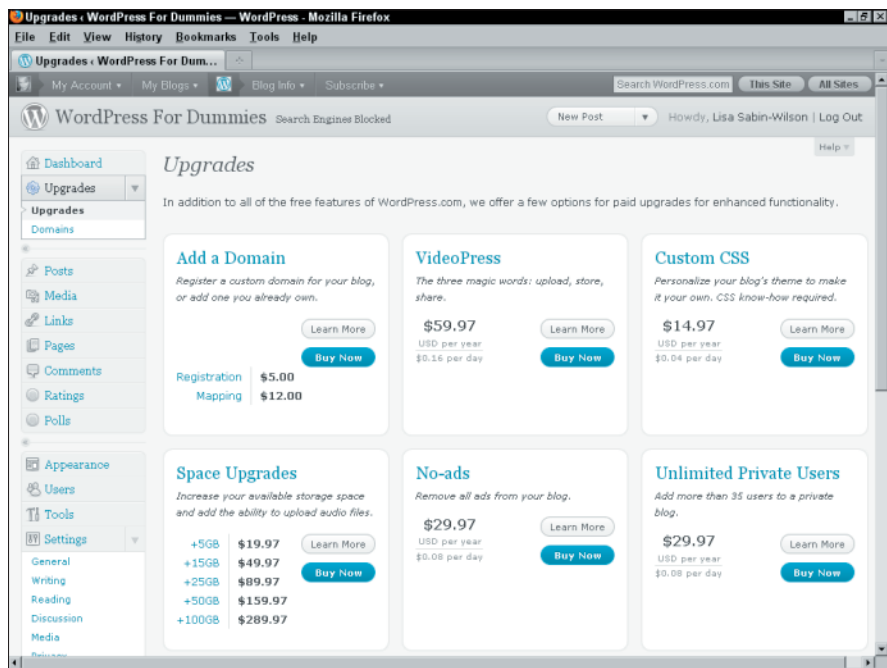 Upgrades ‹ WordPress For Dummies — WordPress - Mozilla Firefox
File Edit View History Bookmarks Tools Help
Upgrades ‹ WordPress For Dum...
My Account My Blogs Blog Info Subscribe Search WordPress.com This Site All Sites
WordPress For Dummies Search Engines Blocked New Post Howdy, Lisa Sabin-Wilson | Log Out
Help
Dashboard
Upgrades
Upgrades
Domains
Posts
Media
Links
Pages
Comments
Ratings
Polls
Appearance
Users
Tools
Settings
General
Writing
Reading
Discussion
Media
Privacy
Upgrades
In addition to all of the free features of WordPress.com, we offer a few options for paid upgrades for enhanced functionality.
Add a Domain
Register a custom domain for your blog,
or add one you already own.
Learn More
Buy Now
Registration $5.00
Mapping $12.00
VideoPress
The three magic words: upload, store,
share.
$59.97
USD per year
$0.16 per day
Learn More
Buy Now
Custom CSS
Personalize your blog's theme to make
it your own. CSS know-how required.
$14.97
USD per year
$0.04 per day
Learn More
Buy Now
Space Upgrades
Increase your available storage space
and add the ability to upload audio files.
+5GB $19.97
+15GB $49.97
+25GB $89.97
+50GB $159.97
+100GB $289.97
Learn More
Buy Now
No-ads
Remove all ads from your blog.
$29.97
USD per year
$0.08 per day
Learn More
Buy Now
Unlimited Private Users
Add more than 35 users to a private
blog.
$29.97
USD per year
$0.08 per day
Learn More
Buy Now